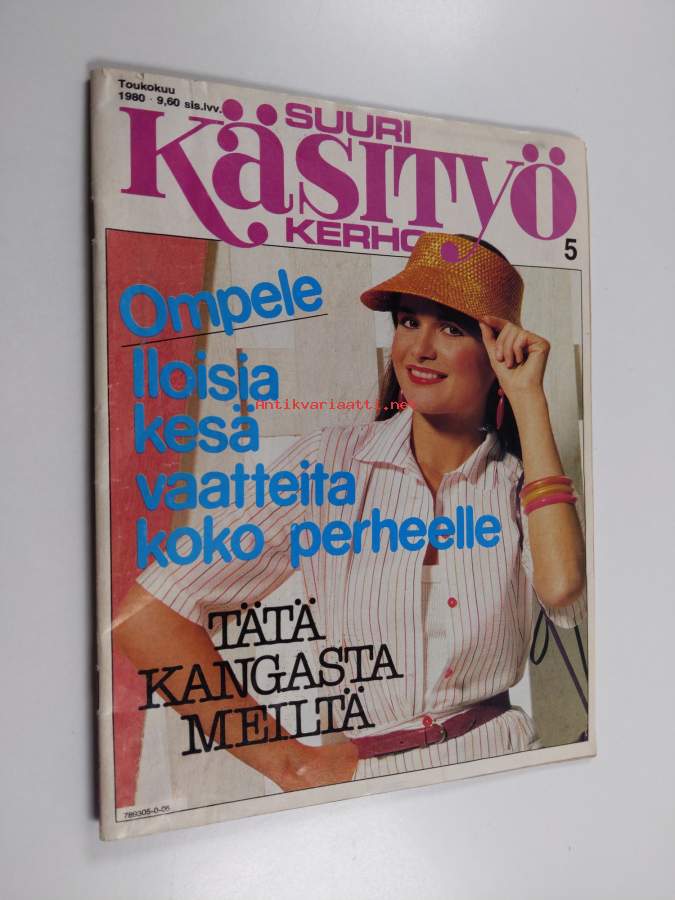 Toukokuu
1980 · 9,60 sis.lvv.
SUURI
KÄSITYÖ
KERHO
5
Ompele
Iloisia
kesä
vaatteita
koko perheelle
TÄTÄ
KANGASTA
MEILTÄ
Antikvariaatti.net
789305-0-05